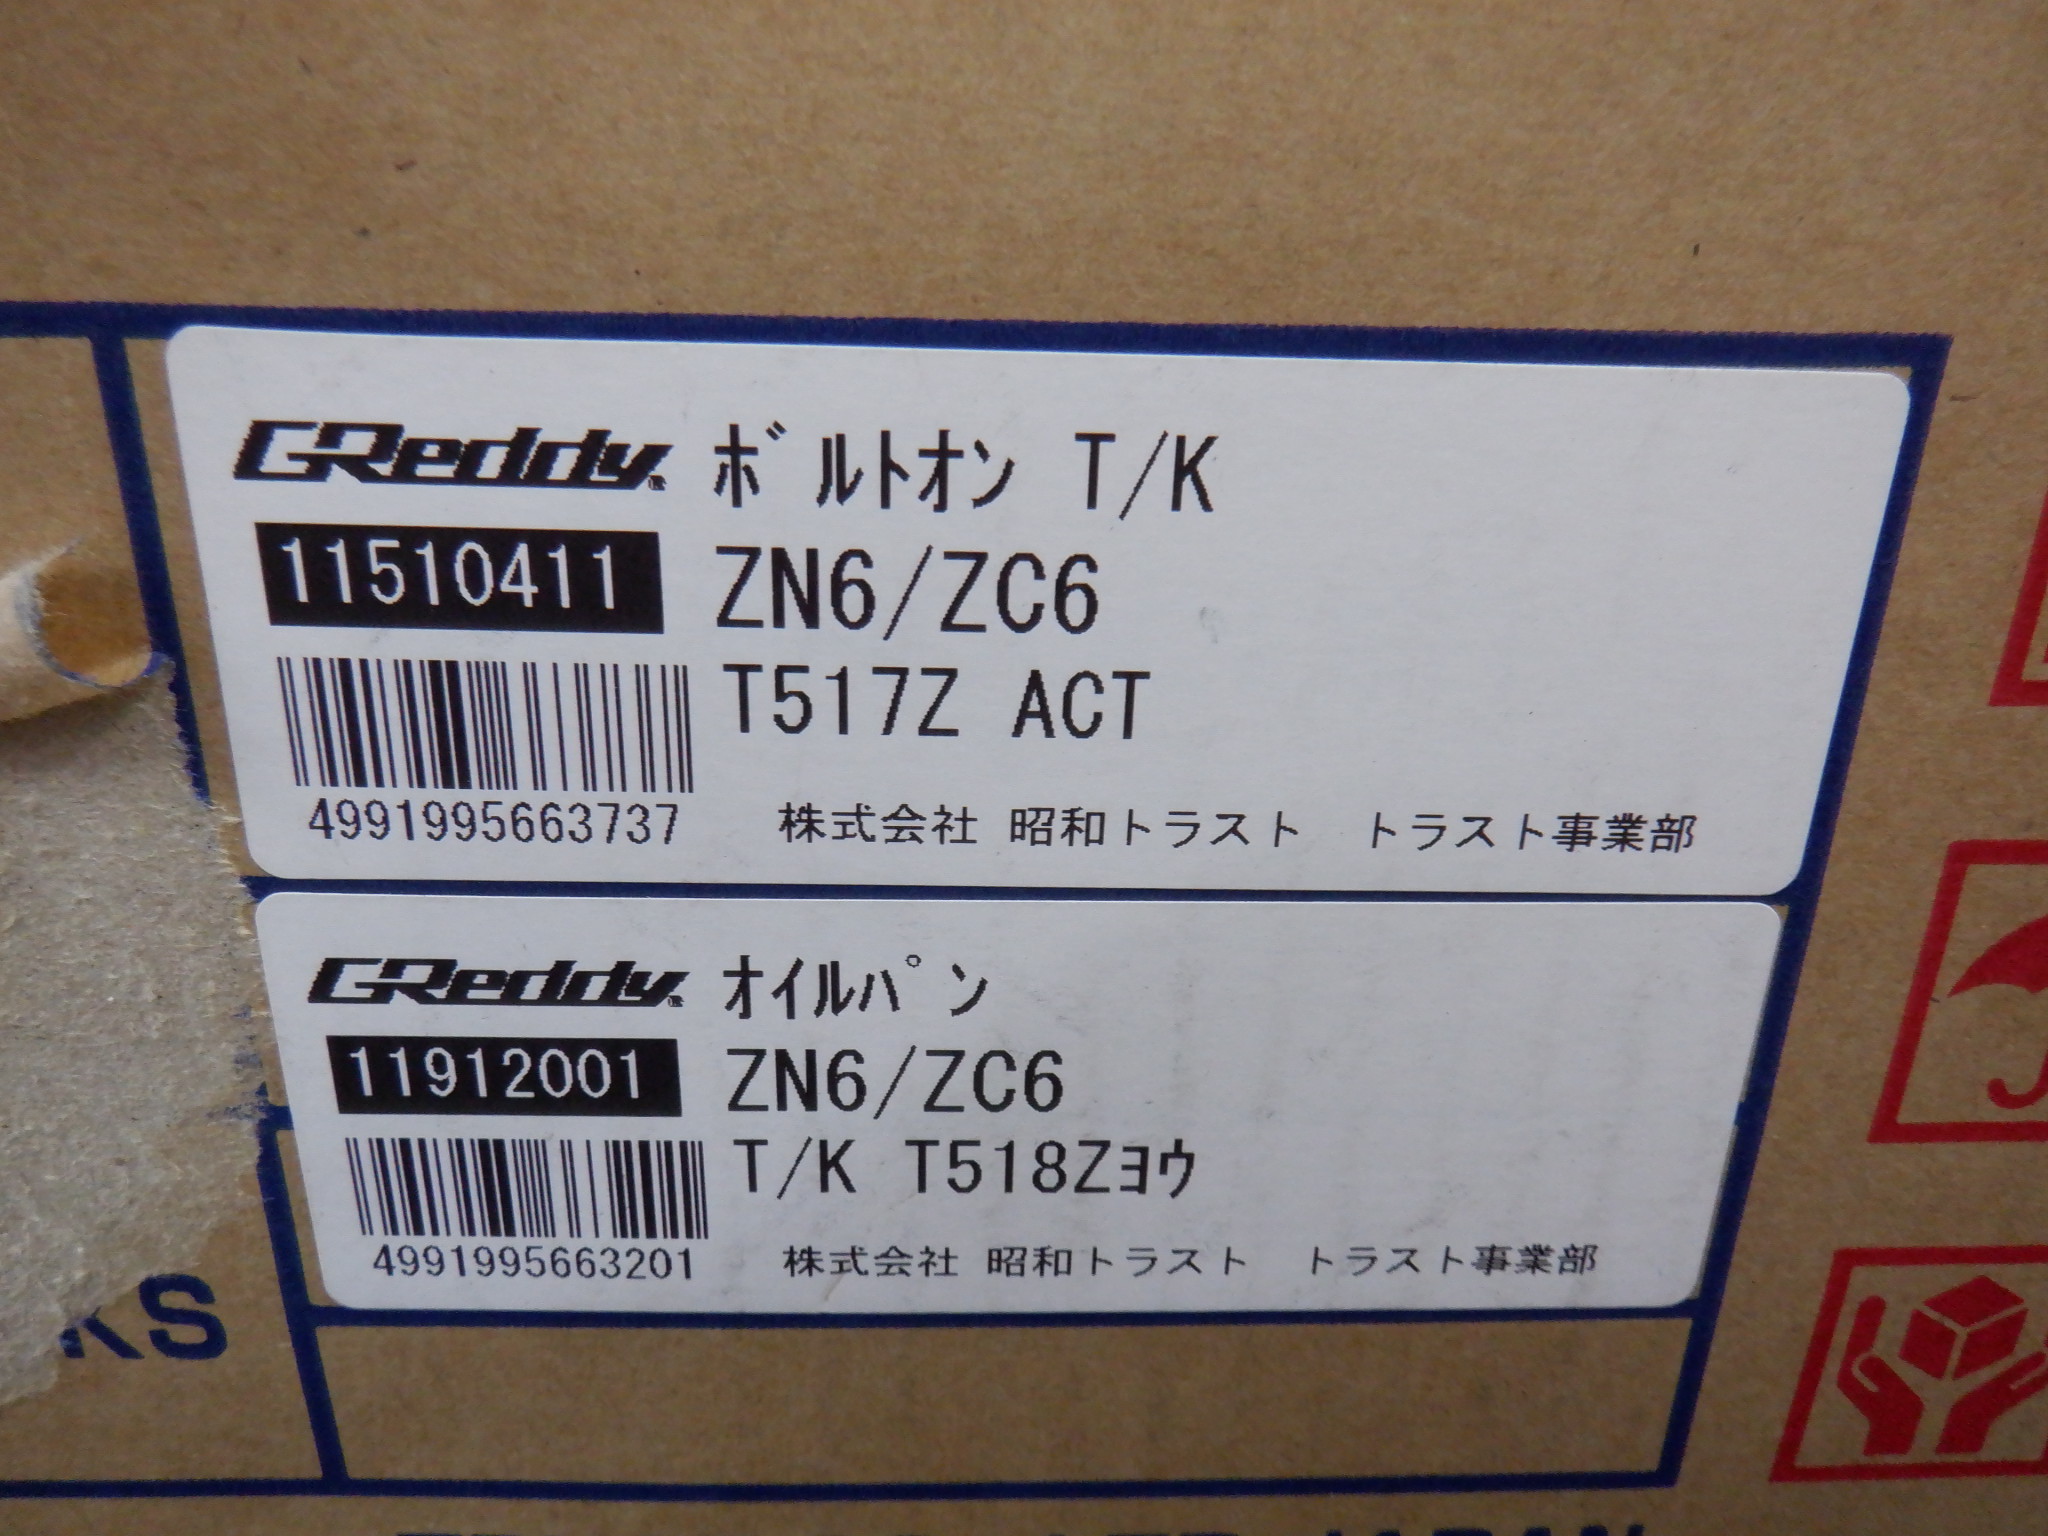 GReddy ボルトオン T/K
11510411 ZN6/ZC6
T517Z ACT
4991995663737 株式会社 昭和トラスト トラスト事業部
GReddy オイルパン
11912001 ZN6/ZC6
T/K T518Zヨウ
4991995663201 株式会社 昭和トラスト トラスト事業部
KS